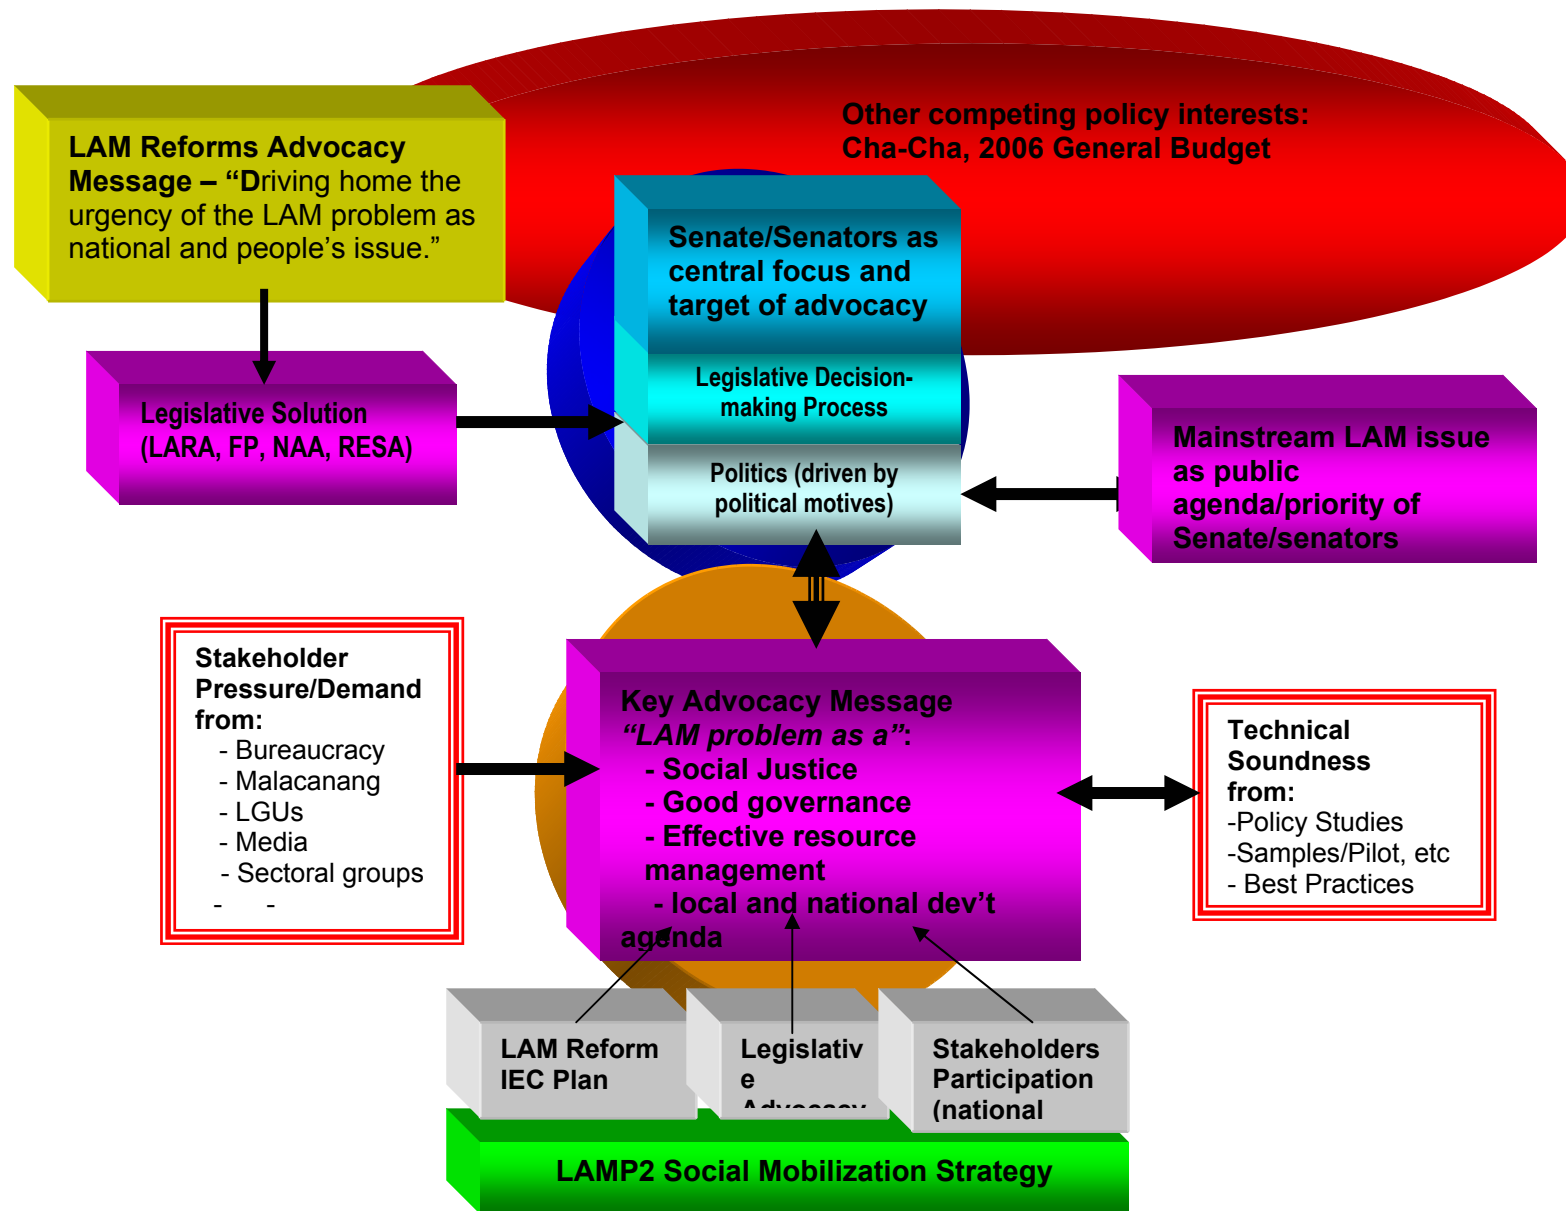 Other competing policy interests:
Cha-Cha, 2006 General Budget
LAM Reforms Advocacy
Message – “Driving home the
urgency of the LAM problem as
national and people’s issue.”
Senate/Senators as
central focus and
target of advocacy
Legislative Decision-
making Process
Politics (driven by
political motives)
Legislative Solution
(LARA, FP, NAA, RESA)
Mainstream LAM issue
as public
agenda/priority of
Senate/senators
Stakeholder
Pressure/Demand
from:
- Bureaucracy
- Malacanang
- LGUs
- Media
- Sectoral groups
- -
Key Advocacy Message
“LAM problem as a”:
- Social Justice
- Good governance
- Effective resource
management
- local and national dev’t
agenda
Technical
Soundness
from:
-Policy Studies
-Samples/Pilot, etc
- Best Practices
LAM Reform
IEC Plan
Legislativ
e
Advocacy
Stakeholders
Participation
(national
LAMP2 Social Mobilization Strategy